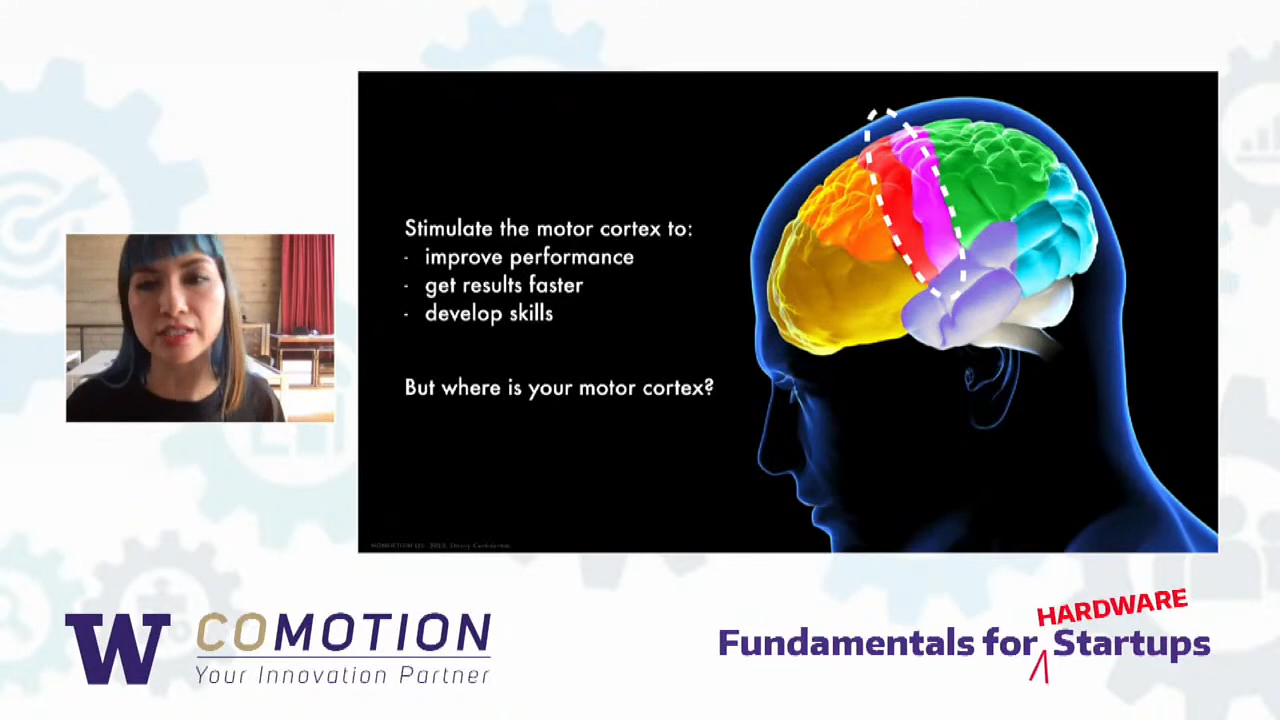 Stimulate the motor cortex to:
- improve performance
- get results faster
- develop skills
But where is your motor cortex?
W COMOTION
Your Innovation Partner
HARDWARE
Fundamentals for Startups